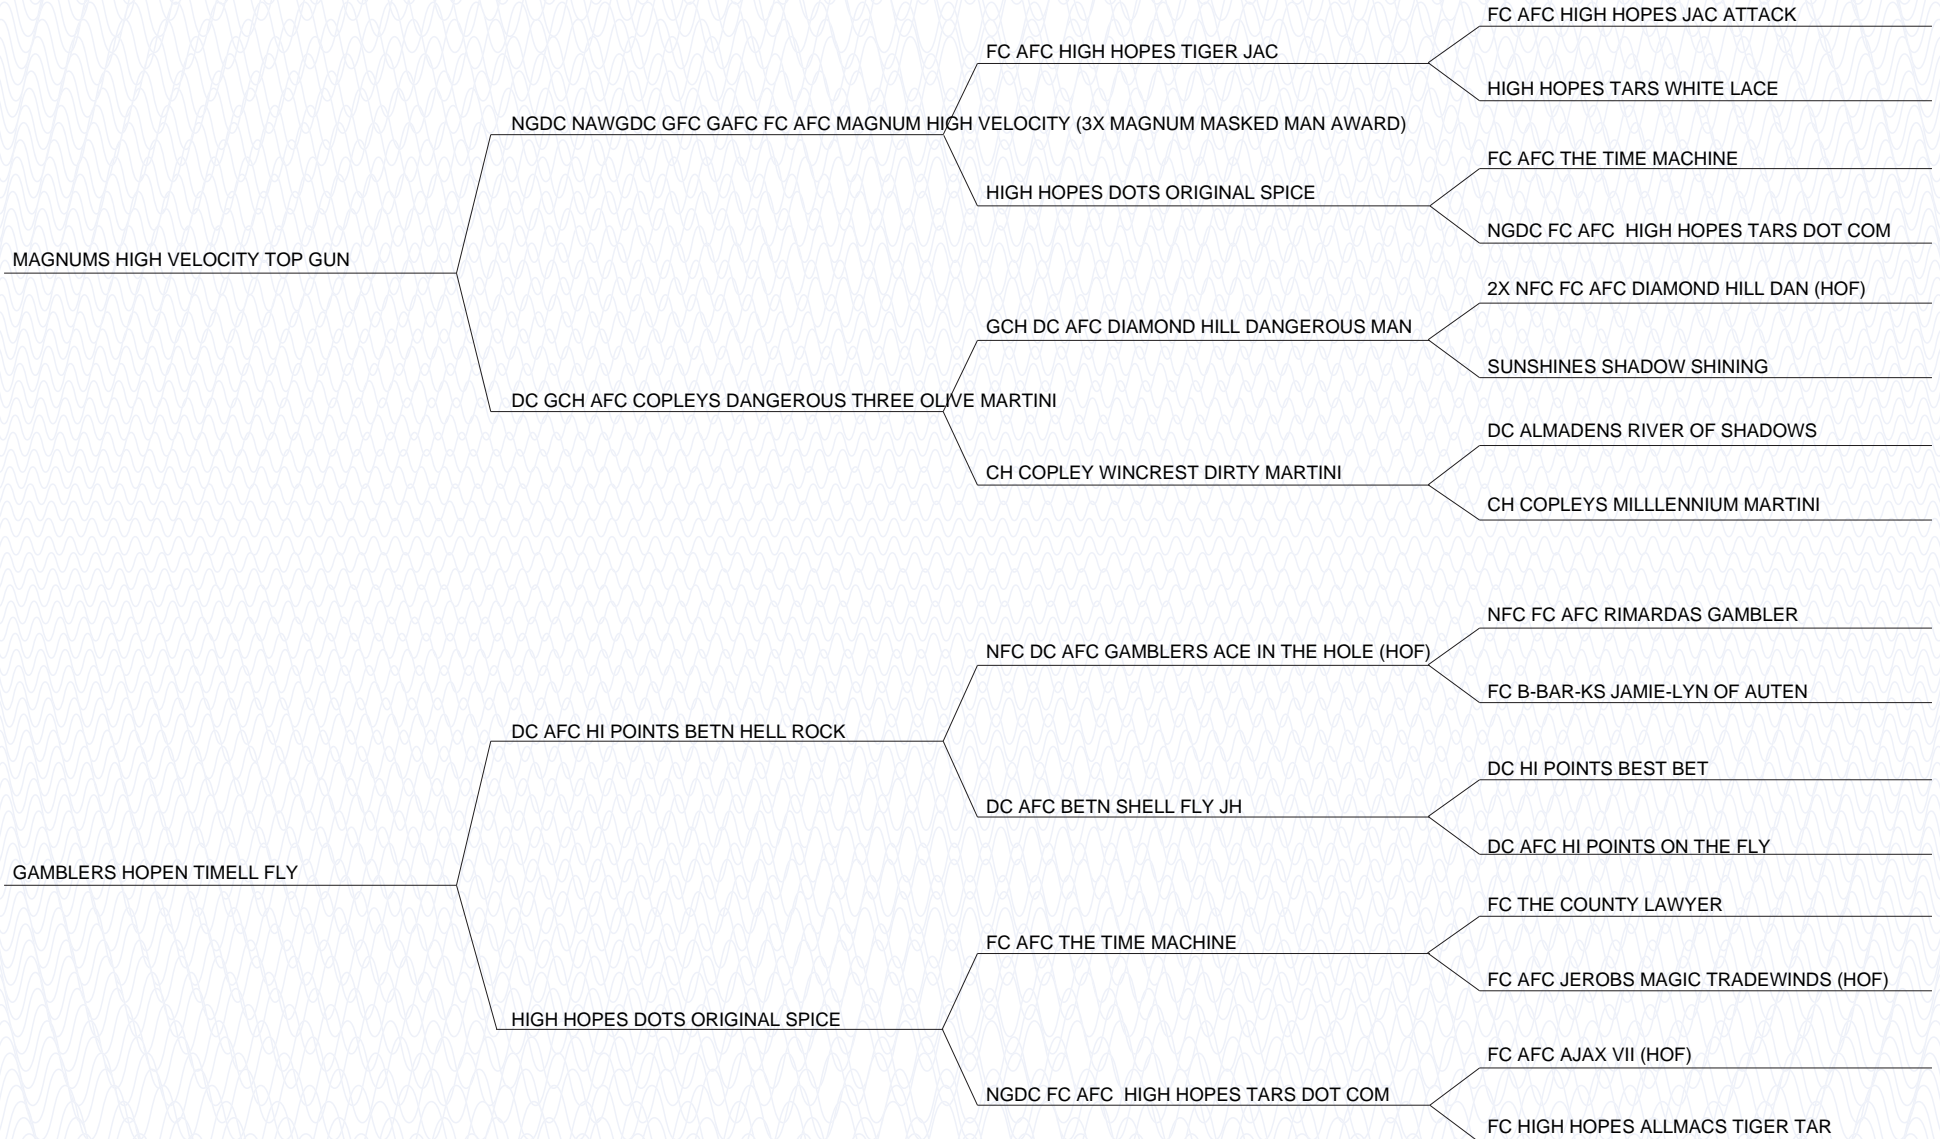 FC AFC HIGH HOPES JAC ATTACK
FC AFC HIGH HOPES TIGER JAC
HIGH HOPES TARS WHITE LACE
NGDC NAWGDC GFC GAFC FC AFC MAGNUM HIGH VELOCITY (3X MAGNUM MASKED MAN AWARD)
FC AFC THE TIME MACHINE
HIGH HOPES DOTS ORIGINAL SPICE
NGDC FC AFC  HIGH HOPES TARS DOT COM
MAGNUMS HIGH VELOCITY TOP GUN
2X NFC FC AFC DIAMOND HILL DAN (HOF)
GCH DC AFC DIAMOND HILL DANGEROUS MAN
SUNSHINES SHADOW SHINING
DC GCH AFC COPLEYS DANGEROUS THREE OLIVE MARTINI
DC ALMADENS RIVER OF SHADOWS
CH COPLEY WINCREST DIRTY MARTINI
CH COPLEYS MILLLENNIUM MARTINI
NFC FC AFC RIMARDAS GAMBLER
NFC DC AFC GAMBLERS ACE IN THE HOLE (HOF)
FC B-BAR-KS JAMIE-LYN OF AUTEN
DC AFC HI POINTS BETN HELL ROCK
DC HI POINTS BEST BET
DC AFC BETN SHELL FLY JH
DC AFC HI POINTS ON THE FLY
GAMBLERS HOPEN TIMELL FLY
FC THE COUNTY LAWYER
FC AFC THE TIME MACHINE
FC AFC JEROBS MAGIC TRADEWINDS (HOF)
HIGH HOPES DOTS ORIGINAL SPICE
FC AFC AJAX VII (HOF)
NGDC FC AFC  HIGH HOPES TARS DOT COM
FC HIGH HOPES ALLMACS TIGER TAR